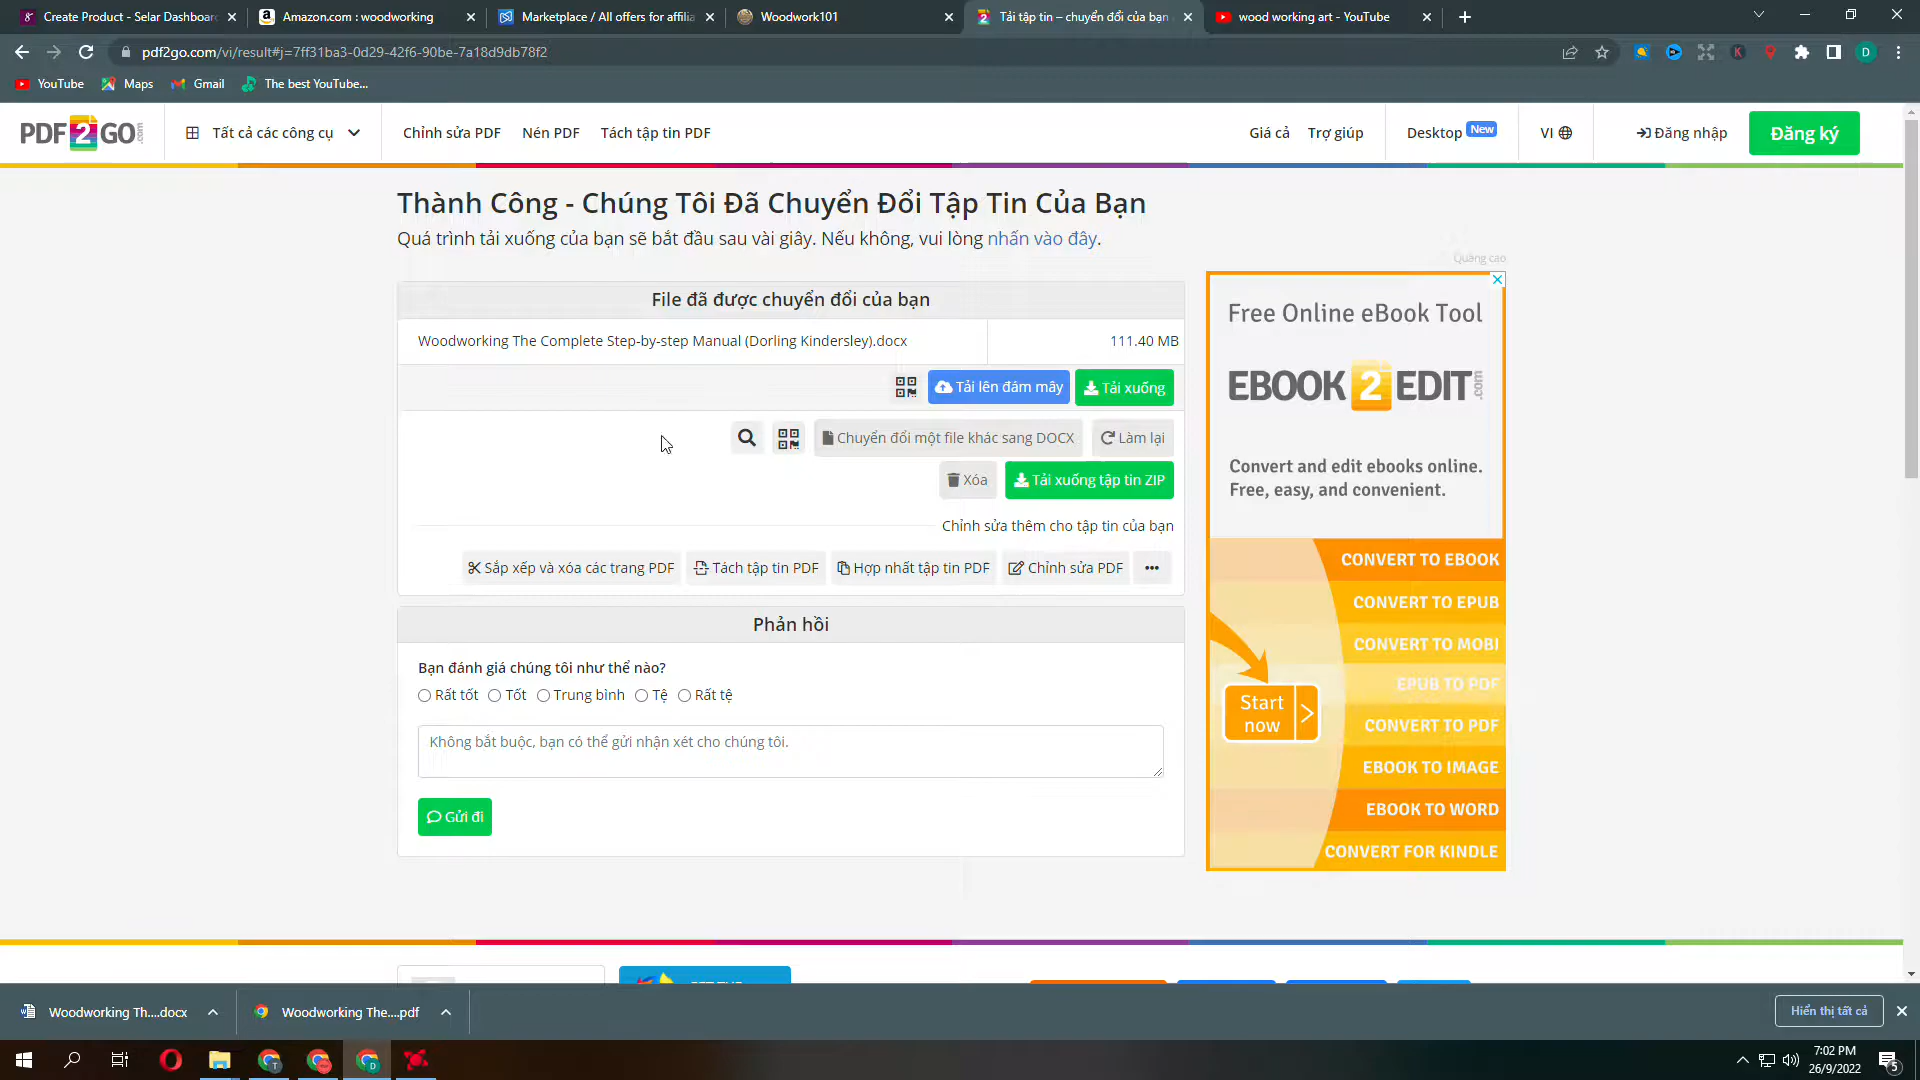 Create Product - Selar Dashboar
Amazon.com : woodworking
Marketplace / All offers for affilia
Woodwork101
Tải tập tin – chuyển đổi của bạn
wood working art - YouTube
pdf2go.com/vi/result#j=7ff31ba3-0d29-42f6-90be-7a18d9db78f2
K
D
YouTube
Maps
Gmail
The best YouTube...
PDF2GO.com
Tất cả các công cụ
Chỉnh sửa PDF
Nén PDF
Tách tập tin PDF
Giá cả
Trợ giúp
Desktop New
VI
Đăng nhập
Đăng ký
Thành Công - Chúng Tôi Đã Chuyển Đổi Tập Tin Của Bạn
Quá trình tải xuống của bạn sẽ bắt đầu sau vài giây. Nếu không, vui lòng nhấn vào đây.
Quảng cáo
File đã được chuyển đổi của bạn
Woodworking The Complete Step-by-step Manual (Dorling Kindersley).docx
111.40 MB
Tải lên đám mây
Tải xuống
Chuyển đổi một file khác sang DOCX
Làm lại
Xóa
Tải xuống tập tin ZIP
Chỉnh sửa thêm cho tập tin của bạn
Sắp xếp và xóa các trang PDF
Tách tập tin PDF
Hợp nhất tập tin PDF
Chỉnh sửa PDF
Phản hồi
Bạn đánh giá chúng tôi như thế nào?
Rất tốt
Tốt
Trung bình
Tệ
Rất tệ
Không bắt buộc, bạn có thể gửi nhận xét cho chúng tôi.
Gửi đi
Free Online eBook Tool
EBOOK2EDIT.com
Convert and edit ebooks online.
Free, easy, and convenient.
CONVERT TO EBOOK
CONVERT TO EPUB
CONVERT TO MOBI
EPUB TO PDF
CONVERT TO PDF
EBOOK TO IMAGE
EBOOK TO WORD
CONVERT FOR KINDLE
Start
now
Woodworking Th....docx
Woodworking The....pdf
Hiển thị tất cả
T
D
7:02 PM
26/9/2022
5